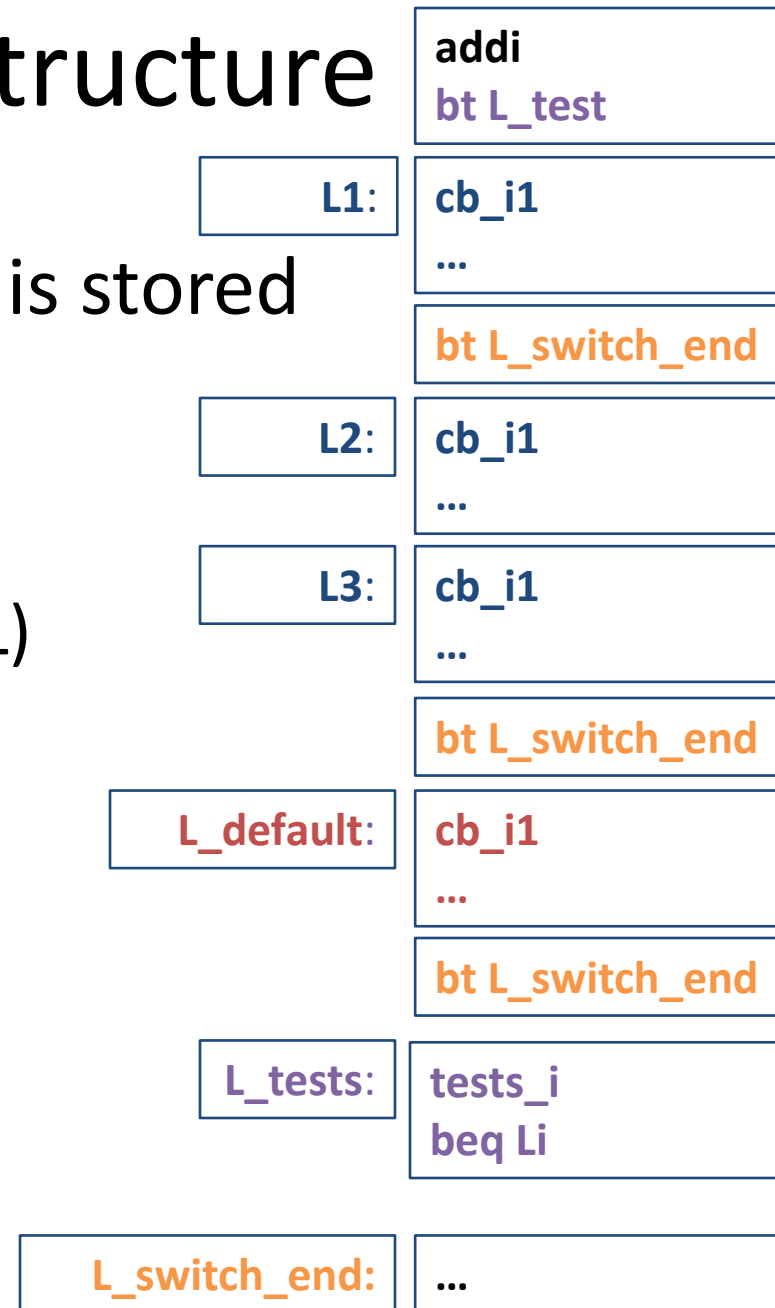 tructure
addi
bt L_test
L1: cb_i1
…
is stored
bt L_switch_end
L2: cb_i1
…
L3: cb_i1
)
…
bt L_switch_end
L_default: cb_i1
…
bt L_switch_end
L_tests: tests_i
beq Li
L_switch_end: …